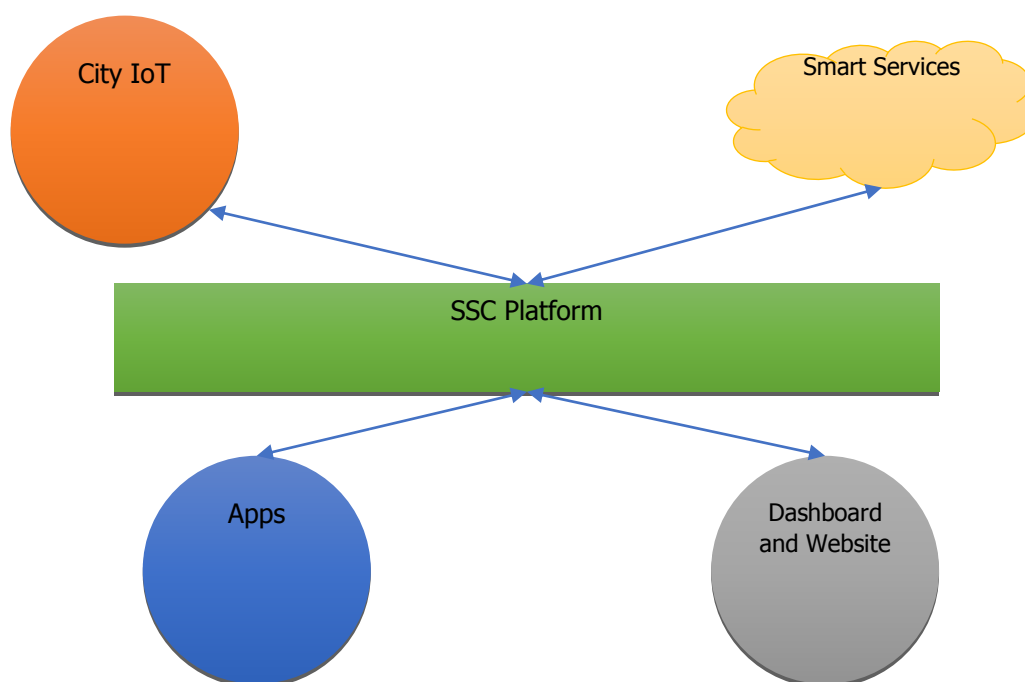 City IoT
Smart Services
SSC Platform
Apps
Dashboard
and Website